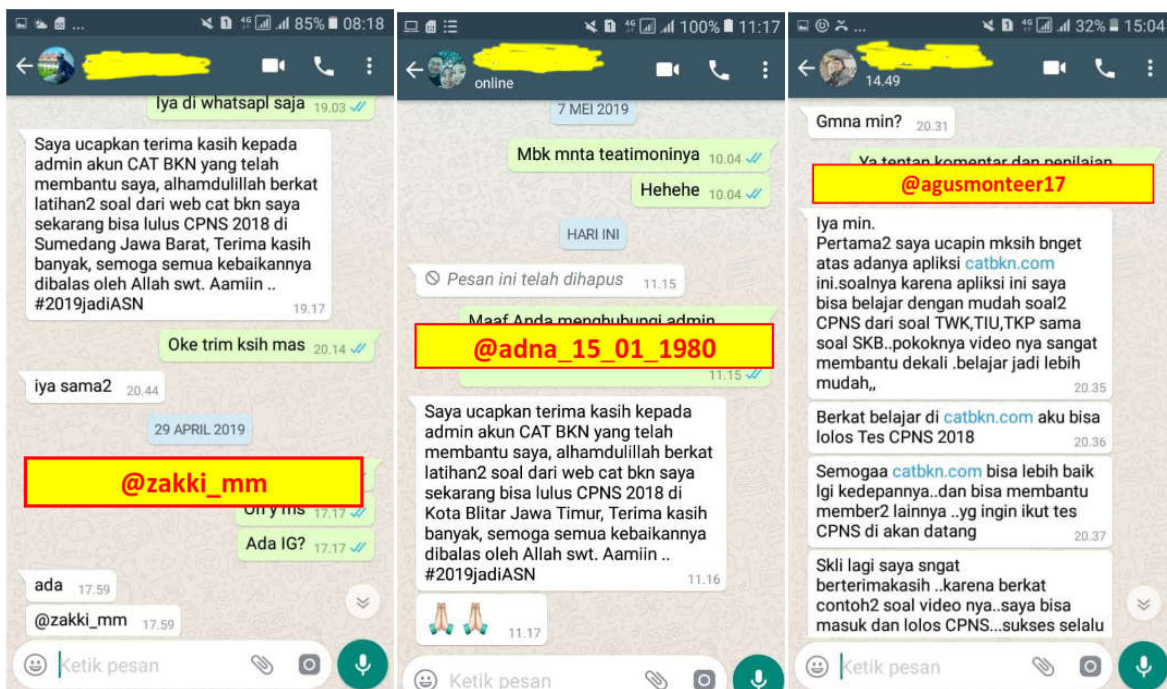 85% 08:18
Iya di whatsapl saja 19.03
Saya ucapkan terima kasih kepada
admin akun CAT BKN yang telah
membantu saya, alhamdulillah berkat
latihan2 soal dari web cat bkn saya
sekarang bisa lulus CPNS 2018 di
Sumedang Jawa Barat, Terima kasih
banyak, semoga semua kebaikannya
dibalas oleh Allah swt. Aamiin ..
#2019jadiASN
19.17
Oke trim ksih mas 20.14
iya sama2 20.44
29 APRIL 2019
@zakki_mm
17.17
Ada IG? 17.17
ada 17.59
@zakki_mm 17.59
Ketik pesan
100% 11:17
online
7 MEI 2019
Mbk mnta teatimoninya 10.04
Hehehe 10.04
HARI INI
Pesan ini telah dihapus 11.15
Maaf Anda menghubungi admin
@adna_15_01_1980
11.15
Saya ucapkan terima kasih kepada
admin akun CAT BKN yang telah
membantu saya, alhamdulillah berkat
latihan2 soal dari web cat bkn saya
sekarang bisa lulus CPNS 2018 di
Kota Blitar Jawa Timur, Terima kasih
banyak, semoga semua kebaikannya
dibalas oleh Allah swt. Aamiin ..
#2019jadiASN
11.16
11.17
Ketik pesan
32% 15:04
14.49
Gmna min? 20.31
Ya tentan komentar dan penilaian
@agusmonteer17
Iya min.
Pertama2 saya ucapin mksih bnget
atas adanya apliksi catbkn.com
ini.soalnya karena apliksi ini saya
bisa belajar dengan mudah soal2
CPNS dari soal TWK,TIU,TKP sama
soal SKB..pokoknya video nya sangat
membantu dekali .belajar jadi lebih
mudah,,
20.35
Berkat belajar di catbkn.com aku bisa
lolos Tes CPNS 2018
20.36
Semogaa catbkn.com bisa lebih baik
lgi kedepannya..dan bisa membantu
member2 lainnya ..yg ingin ikut tes
CPNS di akan datang
20.37
Skli lagi saya sngat
berterimakasih ..karena berkat
contoh2 soal video nya..saya bisa
masuk dan lolos CPNS...sukses selalu
Ketik pesan